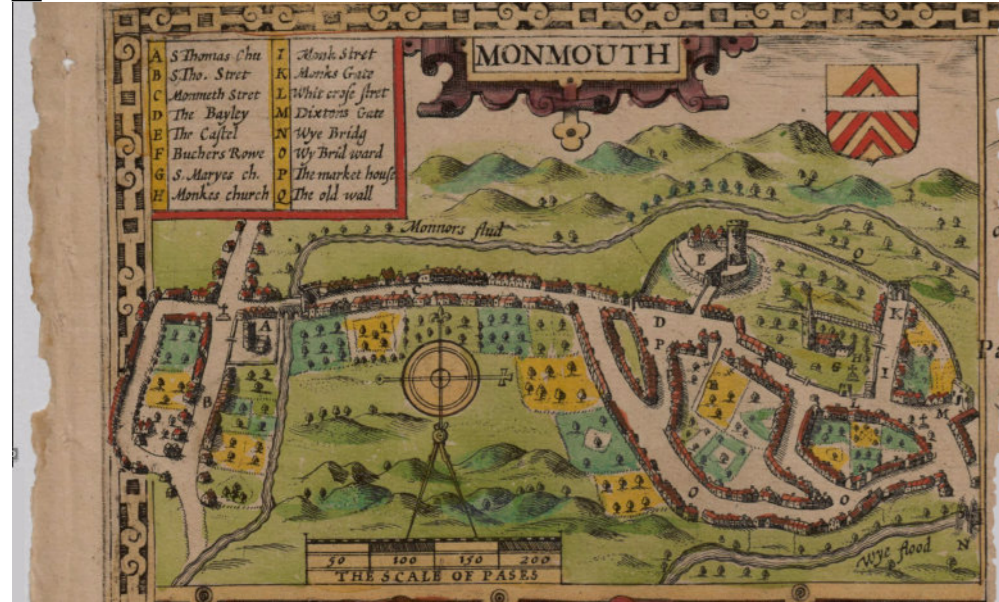 MONMOUTH
A S Thomas Chu
B S.Tho. Stret
C Monmeth Stret
D The Bayley
E The Castel
F Buchers Rowe
G S. Maryes ch.
H Monkes church
I Monk Stret
K Monks Gate
L Whit crose stret
M Dixtons Gate
N Wye Bridg
O Wy Brid ward
P The market house
Q The old wall
Monnors flud
Q
E
C
K
D
A
P
H
G
I
B
M
O
O
N
Wye flood
50 100 150 200
THE SCALE OF PASES